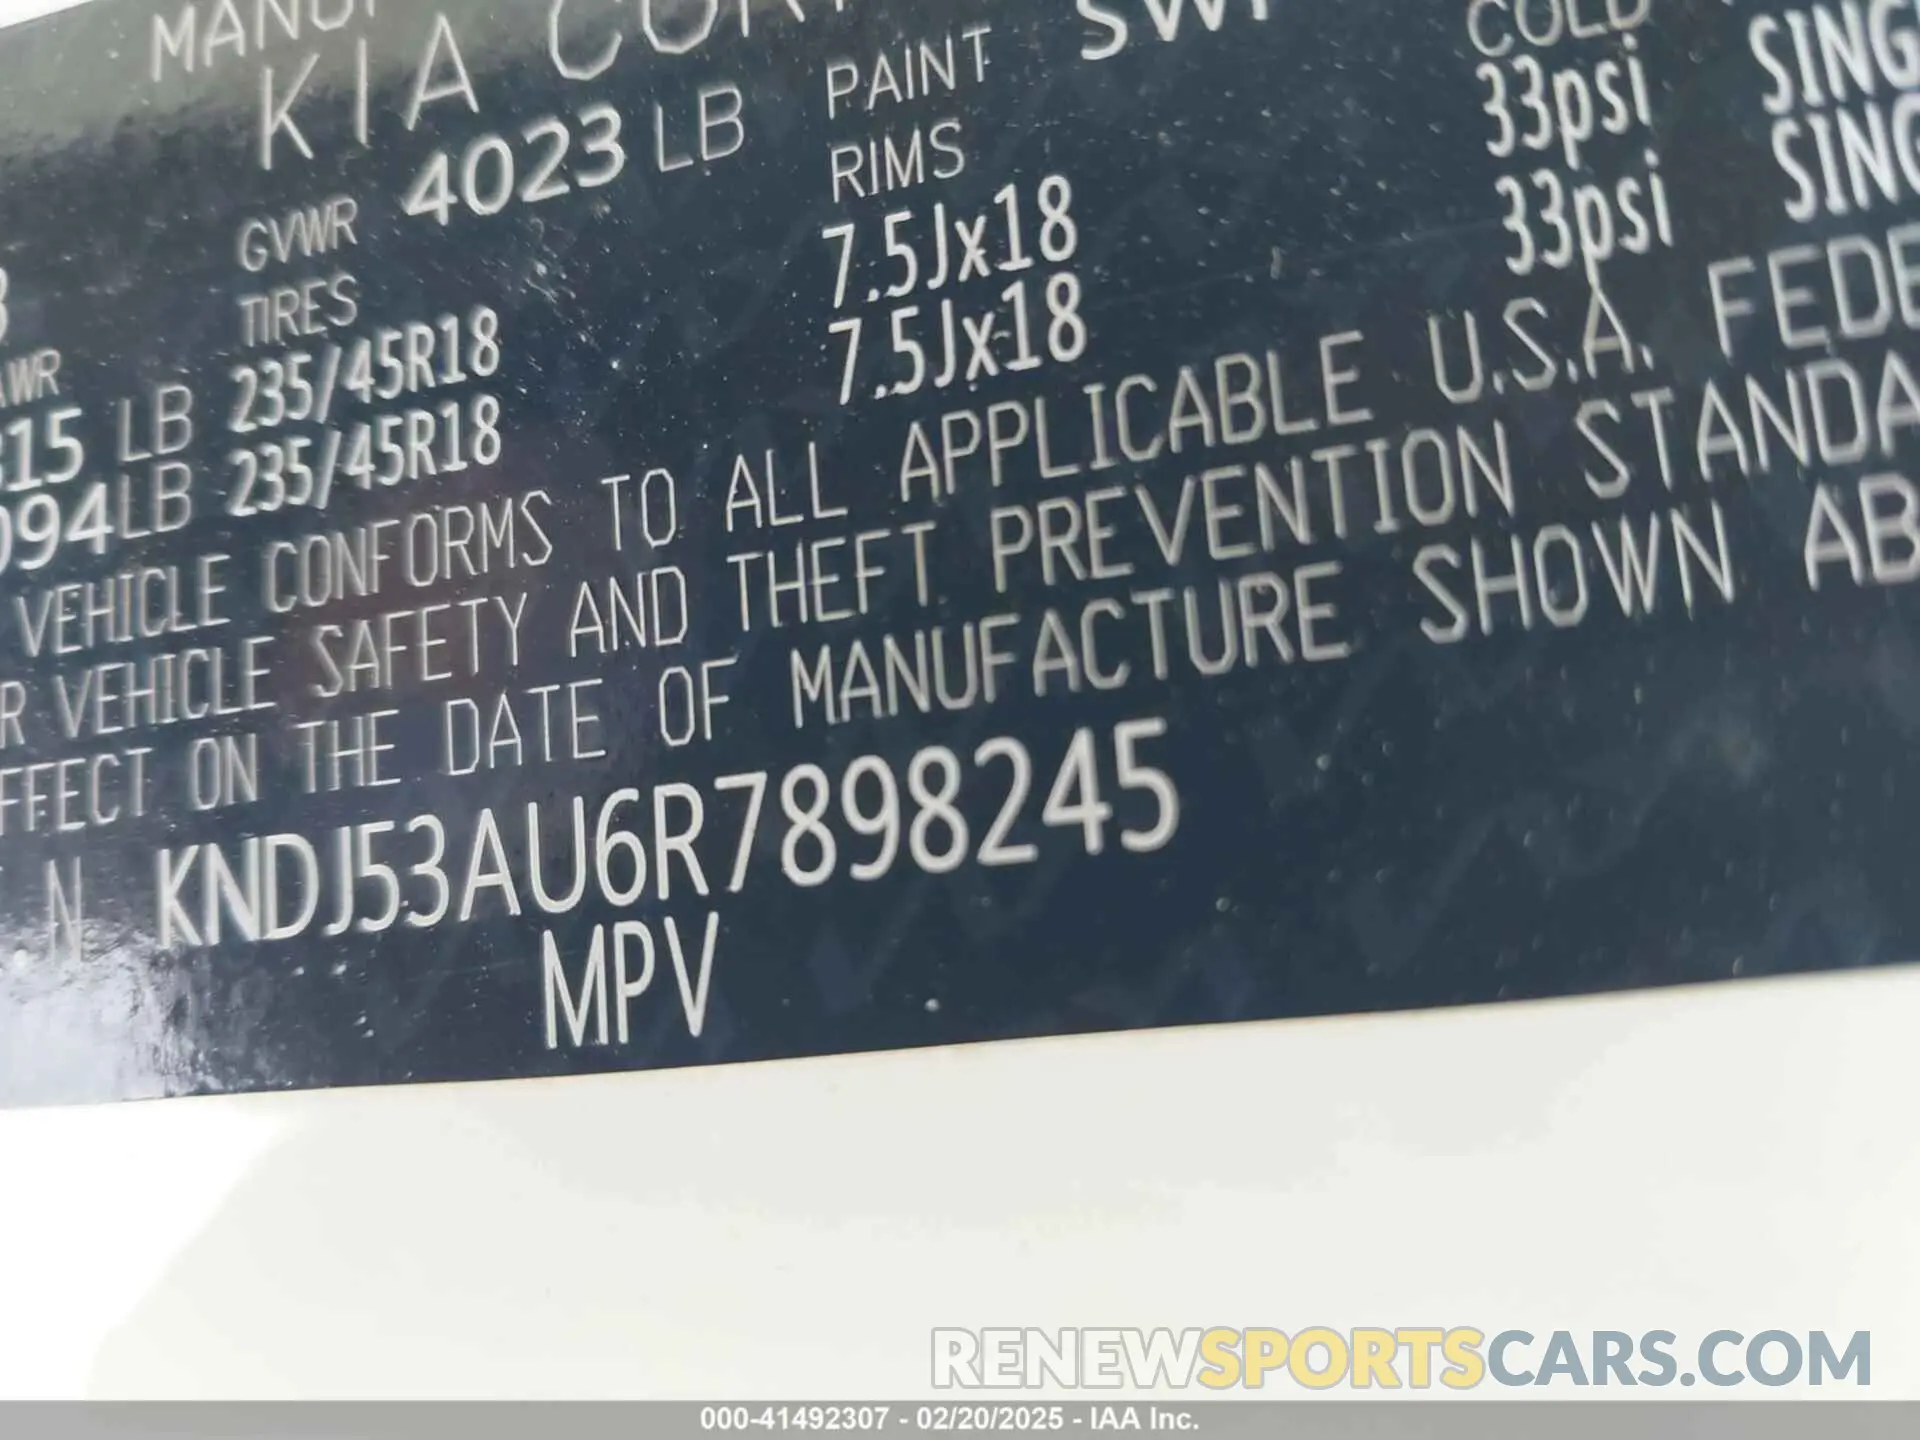 KIA
GVWR 4023 LB PAINT
TIRES RIMS COLD
LB 235/45R18 7.5Jx18 33psi
LB 235/45R18 7.5Jx18 33psi
VEHICLE CONFORMS TO ALL APPLICABLE U.S.A.
VEHICLE SAFETY AND THEFT PREVENTION
ON THE DATE OF MANUFACTURE SHOWN
KNDJ53AU6R7898245
MPV
RENEWSPORTSCARS.COM
000-41492307 - 02/20/2025 - IAA Inc.